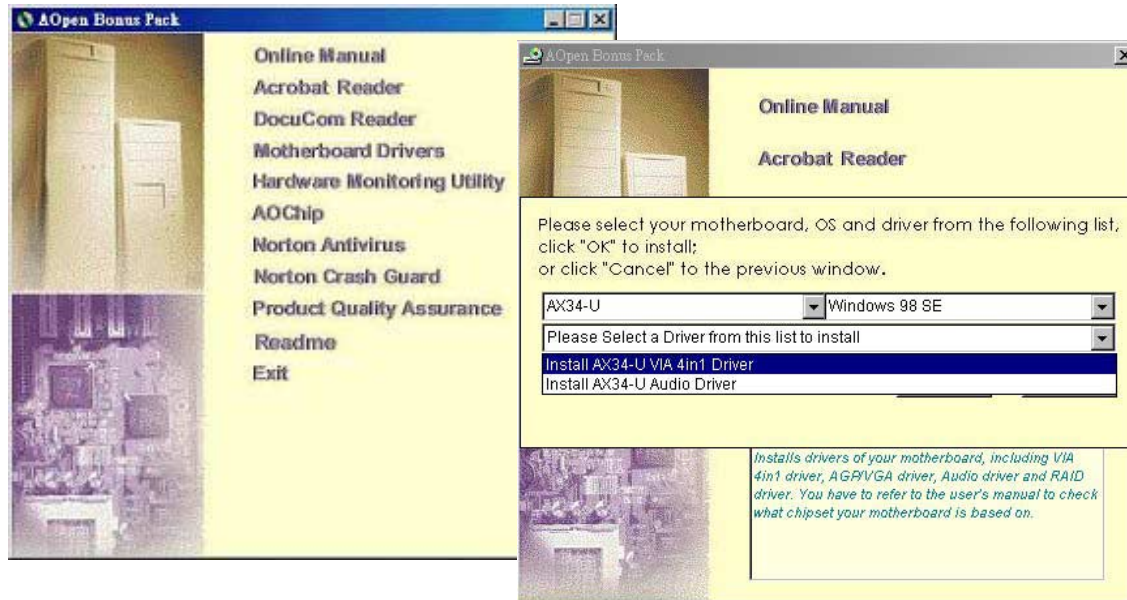 AOpen Bonus Pack
Online Manual
Acrobat Reader
DocuCom Reader
Motherboard Drivers
Hardware Monitoring Utility
AOChip
Norton Antivirus
Norton Crash Guard
Product Quality Assurance
Readme
Exit
AOpen Bonus Pack
Online Manual
Acrobat Reader
Please select your motherboard, OS and driver from the following list,
click "OK" to install;
or click "Cancel" to the previous window.
AX34-U
Windows 98 SE
Please Select a Driver from this list to install
Install AX34-U VIA 4in1 Driver
Install AX34-U Audio Driver
Installs drivers of your motherboard, including VIA
4in1 driver, AGP/VGA driver, Audio driver and RAID
driver. You have to refer to the user's manual to check
what chipset your motherboard is based on.